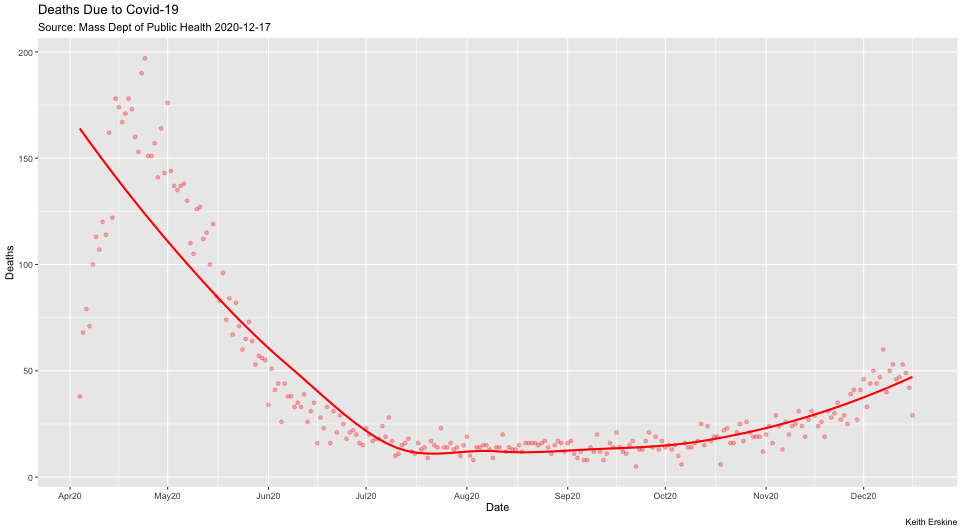 Deaths Due to Covid-19
Source: Mass Dept of Public Health 2020-12-17
200
150
100
50
0
Deaths
Apr20 May20 Jun20 Jul20 Aug20 Sep20 Oct20 Nov20 Dec20
Date
Keith Erskine